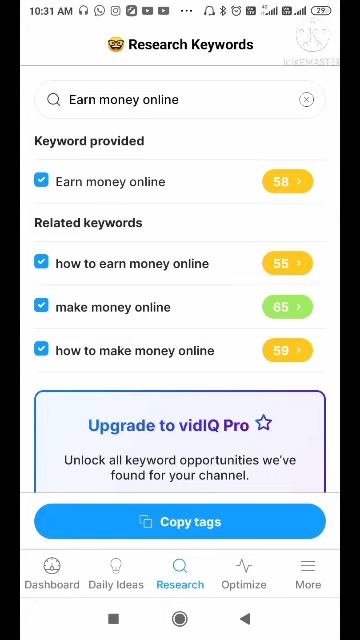 10:31 AM ... 29
🤓 Research Keywords
KINEMASTER
Earn money online
Keyword provided
Earn money online 58 >
Related keywords
how to earn money online 55 >
make money online 65 >
how to make money online 59 >
Upgrade to vidIQ Pro
Unlock all keyword opportunities we've
found for your channel.
Copy tags
Dashboard Daily Ideas Research Optimize More